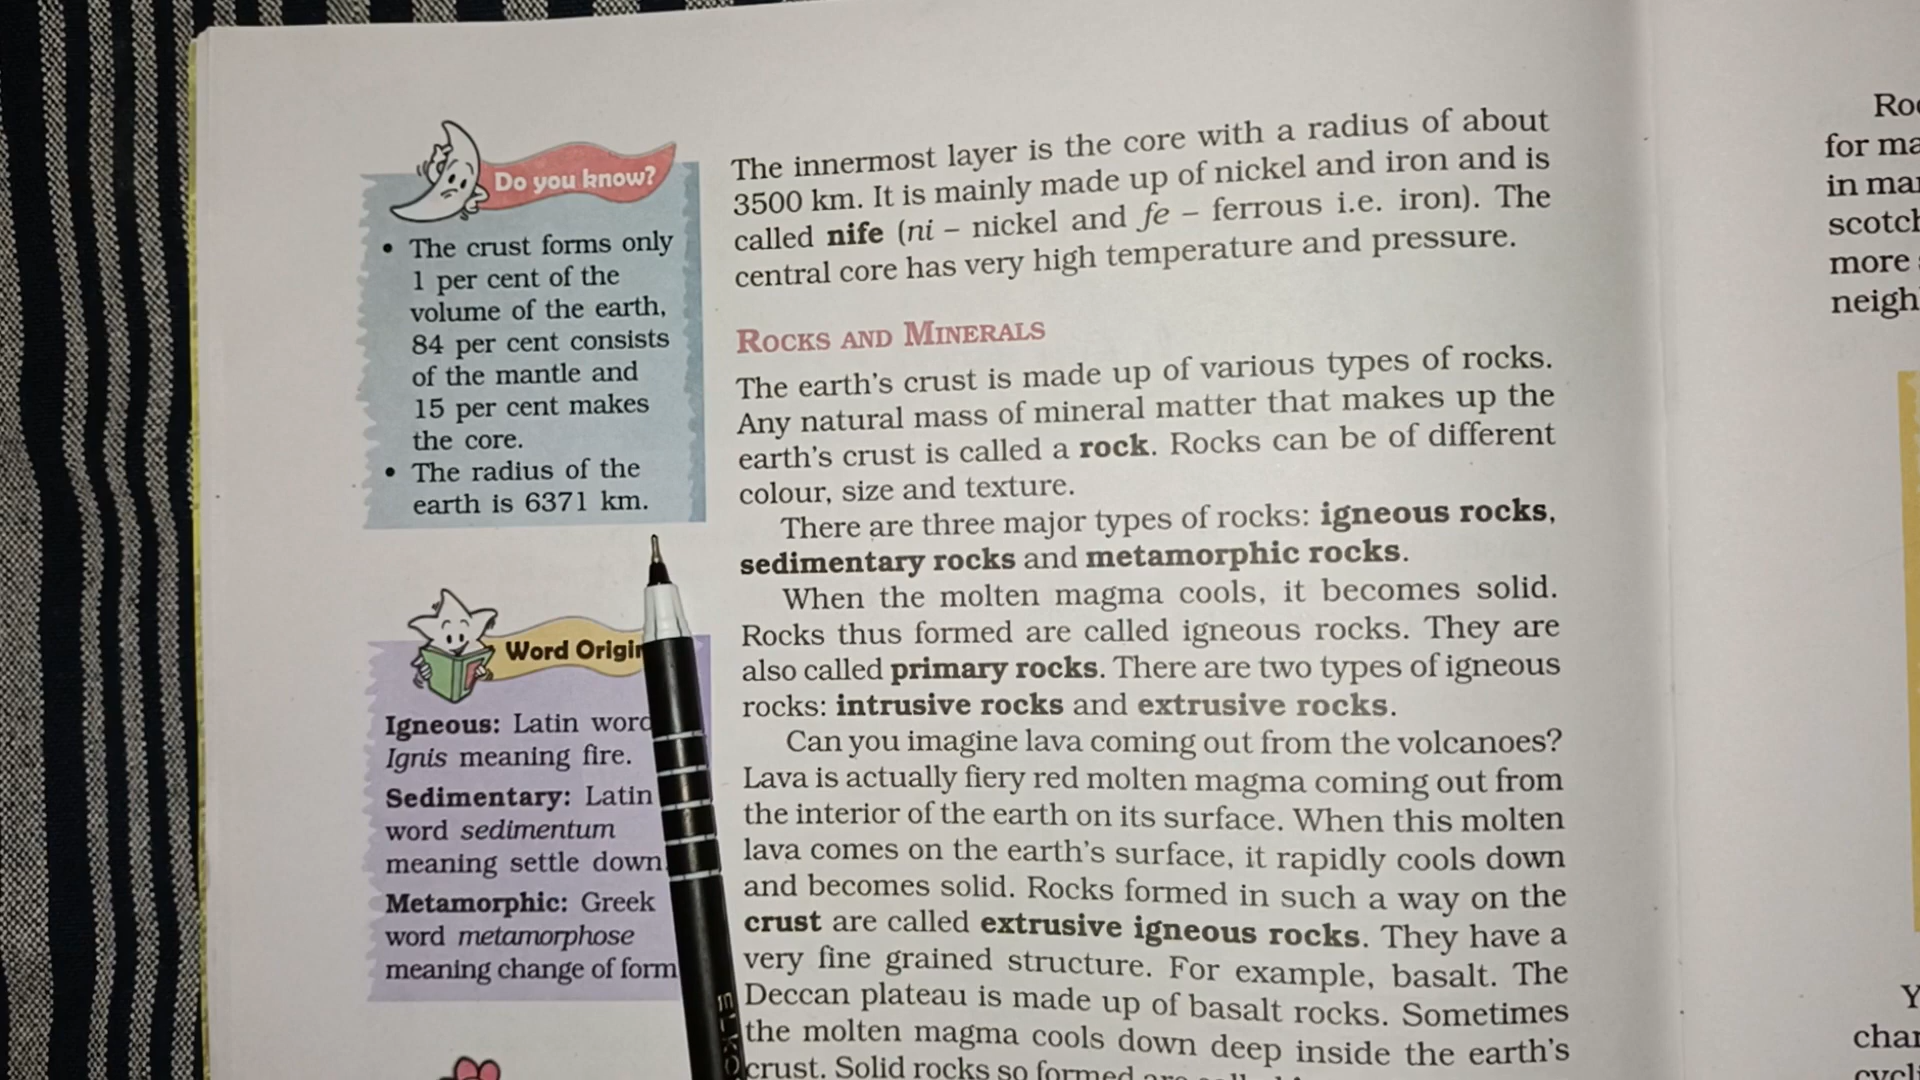 Do you know?
• The crust forms only
1 per cent of the
volume of the earth,
84 per cent consists
of the mantle and
15 per cent makes
the core.
• The radius of the
earth is 6371 km.
Word
Igneous: Latin
Ignis meaning fire.
Sedimentary: Latin
word sedimentum
meaning settle down
Metamorphic: Greek
word metamorphose
meaning change of form
The innermost layer is the core with a radius of about
3500 km. It is mainly made up of nickel and iron and is
called nife (ni – nickel and fe – ferrous i.e. iron). The
central core has very high temperature and pressure.
ROCKS AND MINERALS
The earth's crust is made up of various types of rocks.
Any natural mass of mineral matter that makes up the
earth's crust is called a rock. Rocks can be of different
colour, size and texture.
There are three major types of rocks: igneous rocks,
sedimentary rocks and metamorphic rocks.
When the molten magma cools, it becomes solid.
Rocks thus formed are called igneous rocks. They are
also called primary rocks. There are two types of igneous
rocks: intrusive rocks and extrusive rocks.
Can you imagine lava coming out from the volcanoes?
Lava is actually fiery red molten magma coming out from
the interior of the earth on its surface. When this molten
lava comes on the earth's surface, it rapidly cools down
and becomes solid. Rocks formed in such a way on the
crust are called extrusive igneous rocks. They have a
very fine grained structure. For example, basalt. The
Deccan plateau is made up of basalt rocks. Sometimes
the molten magma cools down deep inside the earth's
crust. Solid rocks so formed are
for
in
more